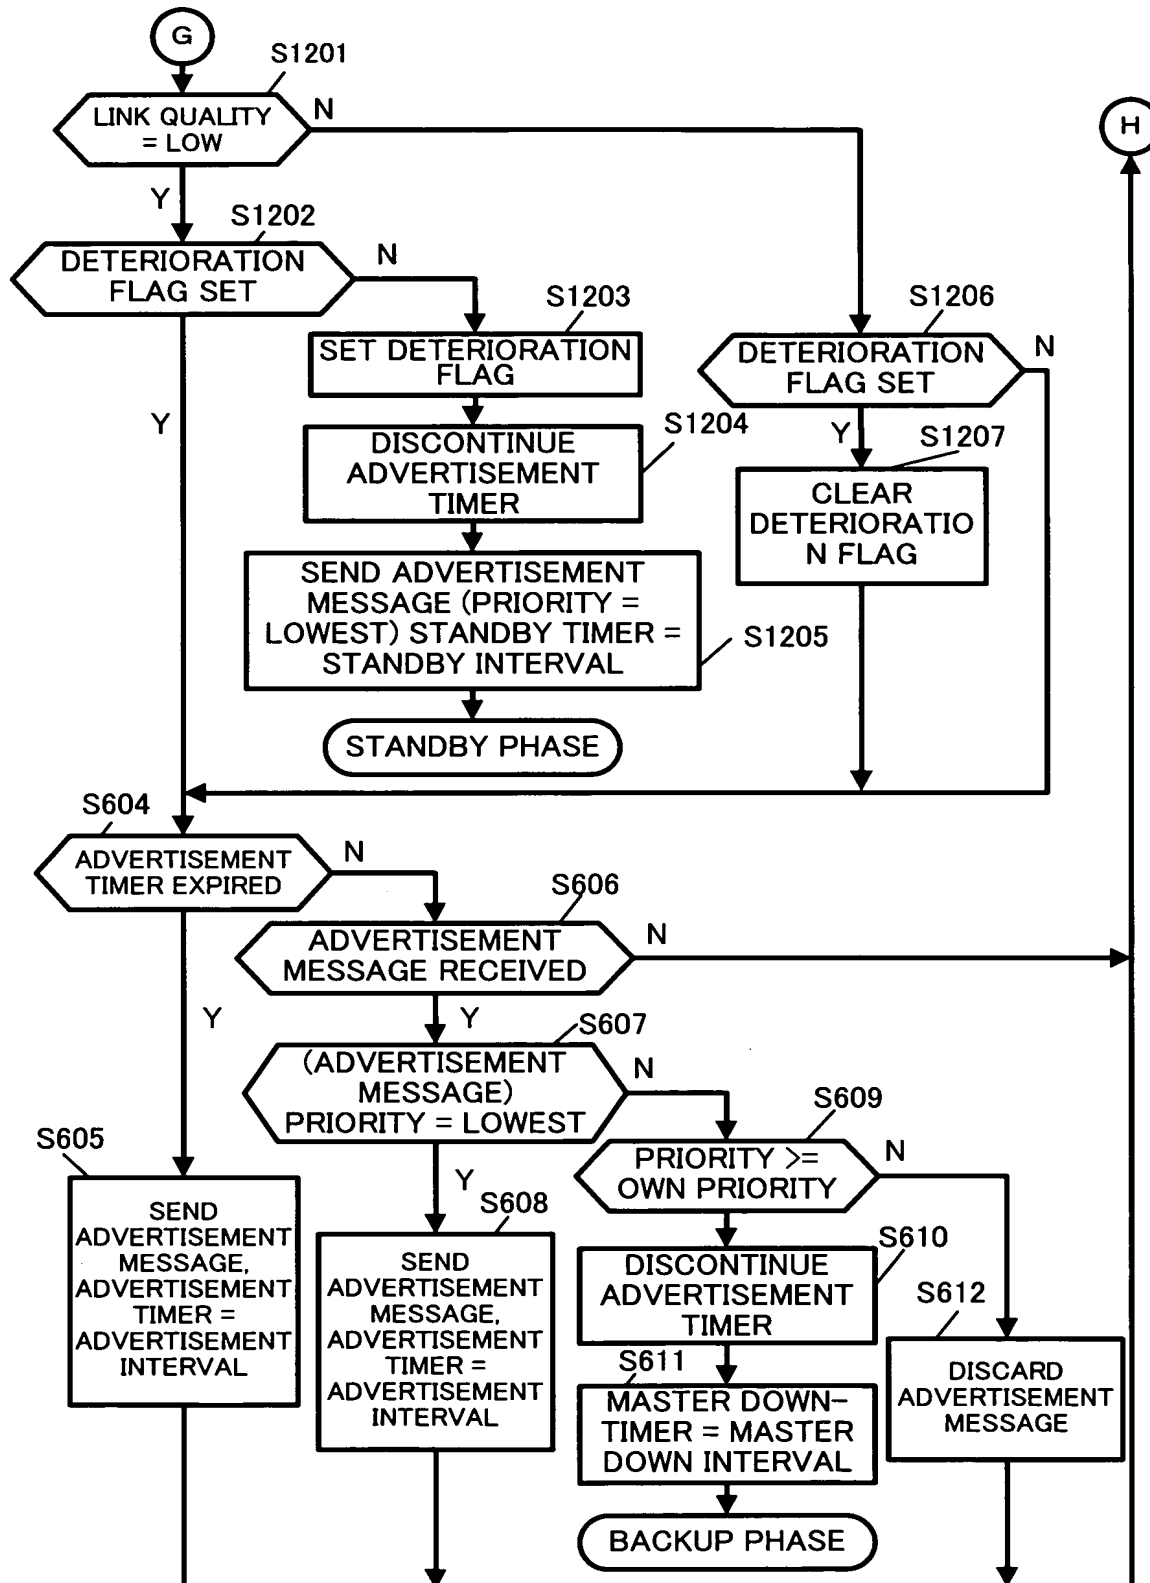 G
S1201
LINK QUALITY
= LOW
N
H
Y
S1202
DETERIORATION
FLAG SET
N
S1203
SET DETERIORATION
FLAG
S1206
DETERIORATION
FLAG SET
N
Y
S1204
DISCONTINUE
ADVERTISEMENT
TIMER
Y
S1207
CLEAR
DETERIORATIO
N FLAG
SEND ADVERTISEMENT
MESSAGE (PRIORITY =
LOWEST) STANDBY TIMER =
STANDBY INTERVAL
S1205
STANDBY PHASE
S604
ADVERTISEMENT
TIMER EXPIRED
N
S606
ADVERTISEMENT
MESSAGE RECEIVED
N
Y
Y
S607
(ADVERTISEMENT
MESSAGE)
PRIORITY = LOWEST
N
S609
PRIORITY >=
OWN PRIORITY
N
S605
SEND
ADVERTISEMENT
MESSAGE,
ADVERTISEMENT
TIMER =
ADVERTISEMENT
INTERVAL
Y
S608
SEND
ADVERTISEMENT
MESSAGE,
ADVERTISEMENT
TIMER =
ADVERTISEMENT
INTERVAL
S610
DISCONTINUE
ADVERTISEMENT
TIMER
S612
DISCARD
ADVERTISEMENT
MESSAGE
S611
MASTER DOWN-
TIMER = MASTER
DOWN INTERVAL
BACKUP PHASE